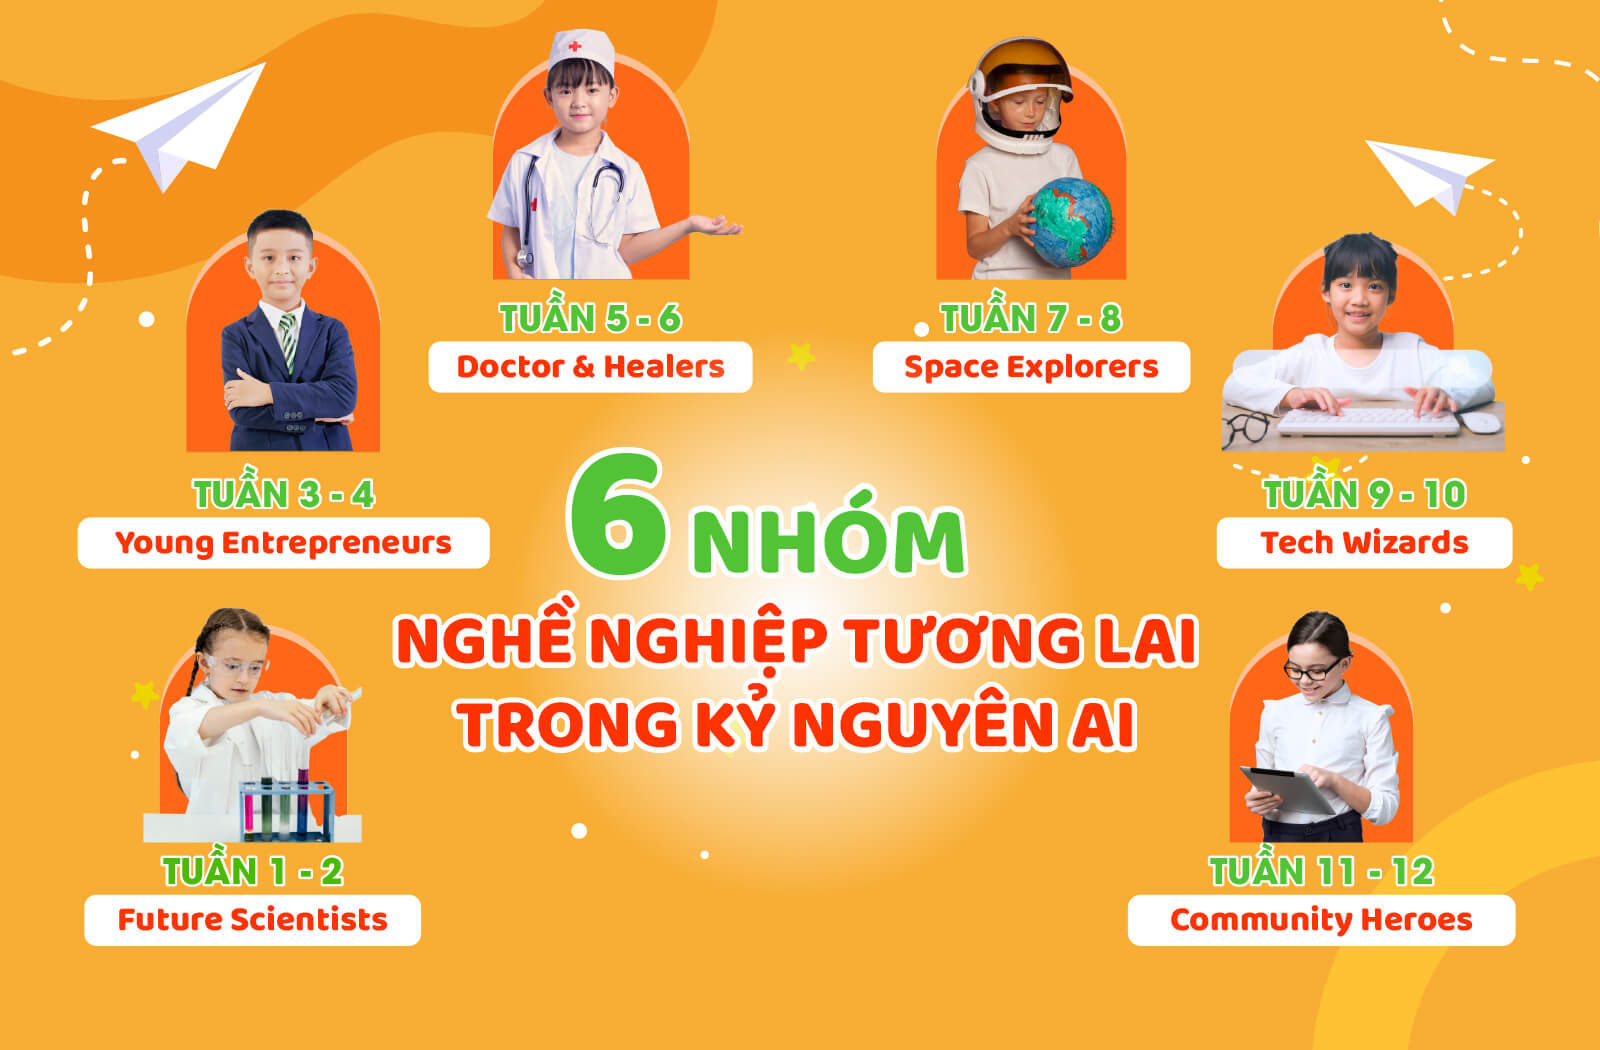 TUẦN 5 - 6
Doctor & Healers
TUẦN 7 - 8
Space Explorers
TUẦN 3 - 4
Young Entrepreneurs
TUẦN 9 - 10
Tech Wizards
6 NHÓM
NGHỀ NGHIỆP TƯƠNG LAI
TRONG KỶ NGUYÊN AI
TUẦN 1 - 2
Future Scientists
TUẦN 11 - 12
Community Heroes